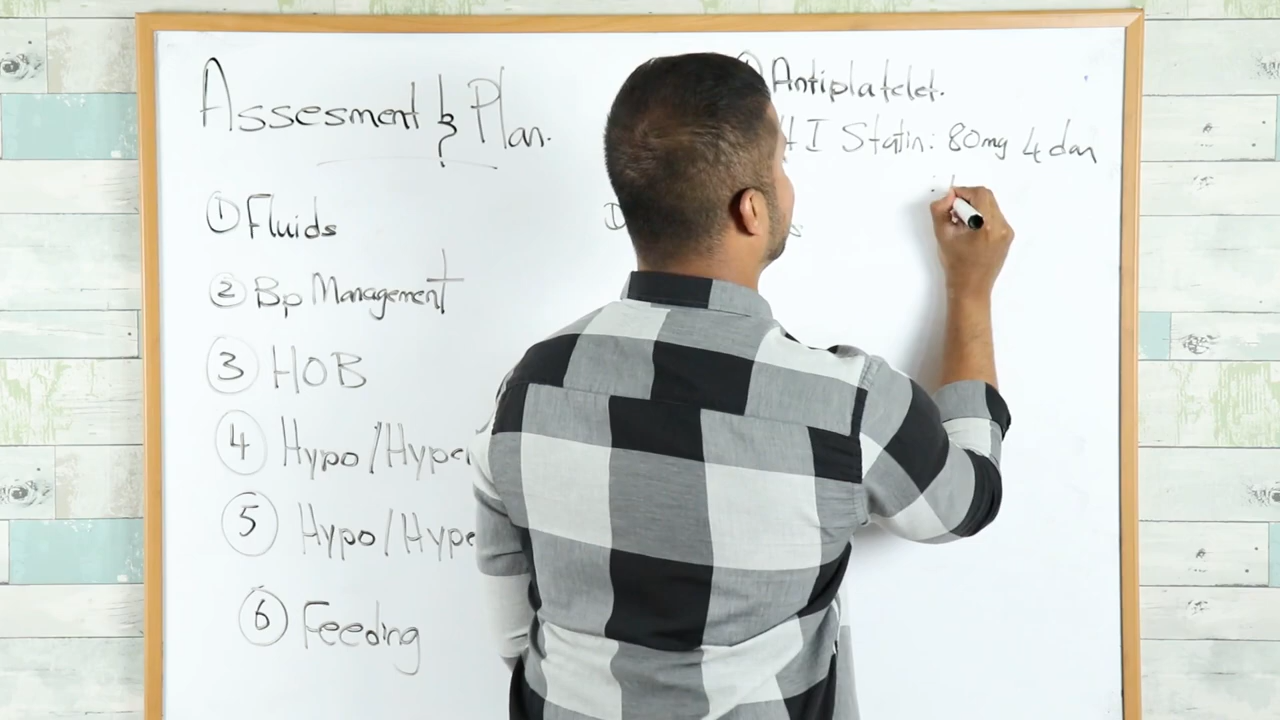 Assesment & Plan.
① Fluids
② Bp Management
③ HOB
④ Hypo/Hyper
⑤ Hypo/Hype
⑥ Feeding
Antiplatelet.
HI Statin: 80mg 4 dan